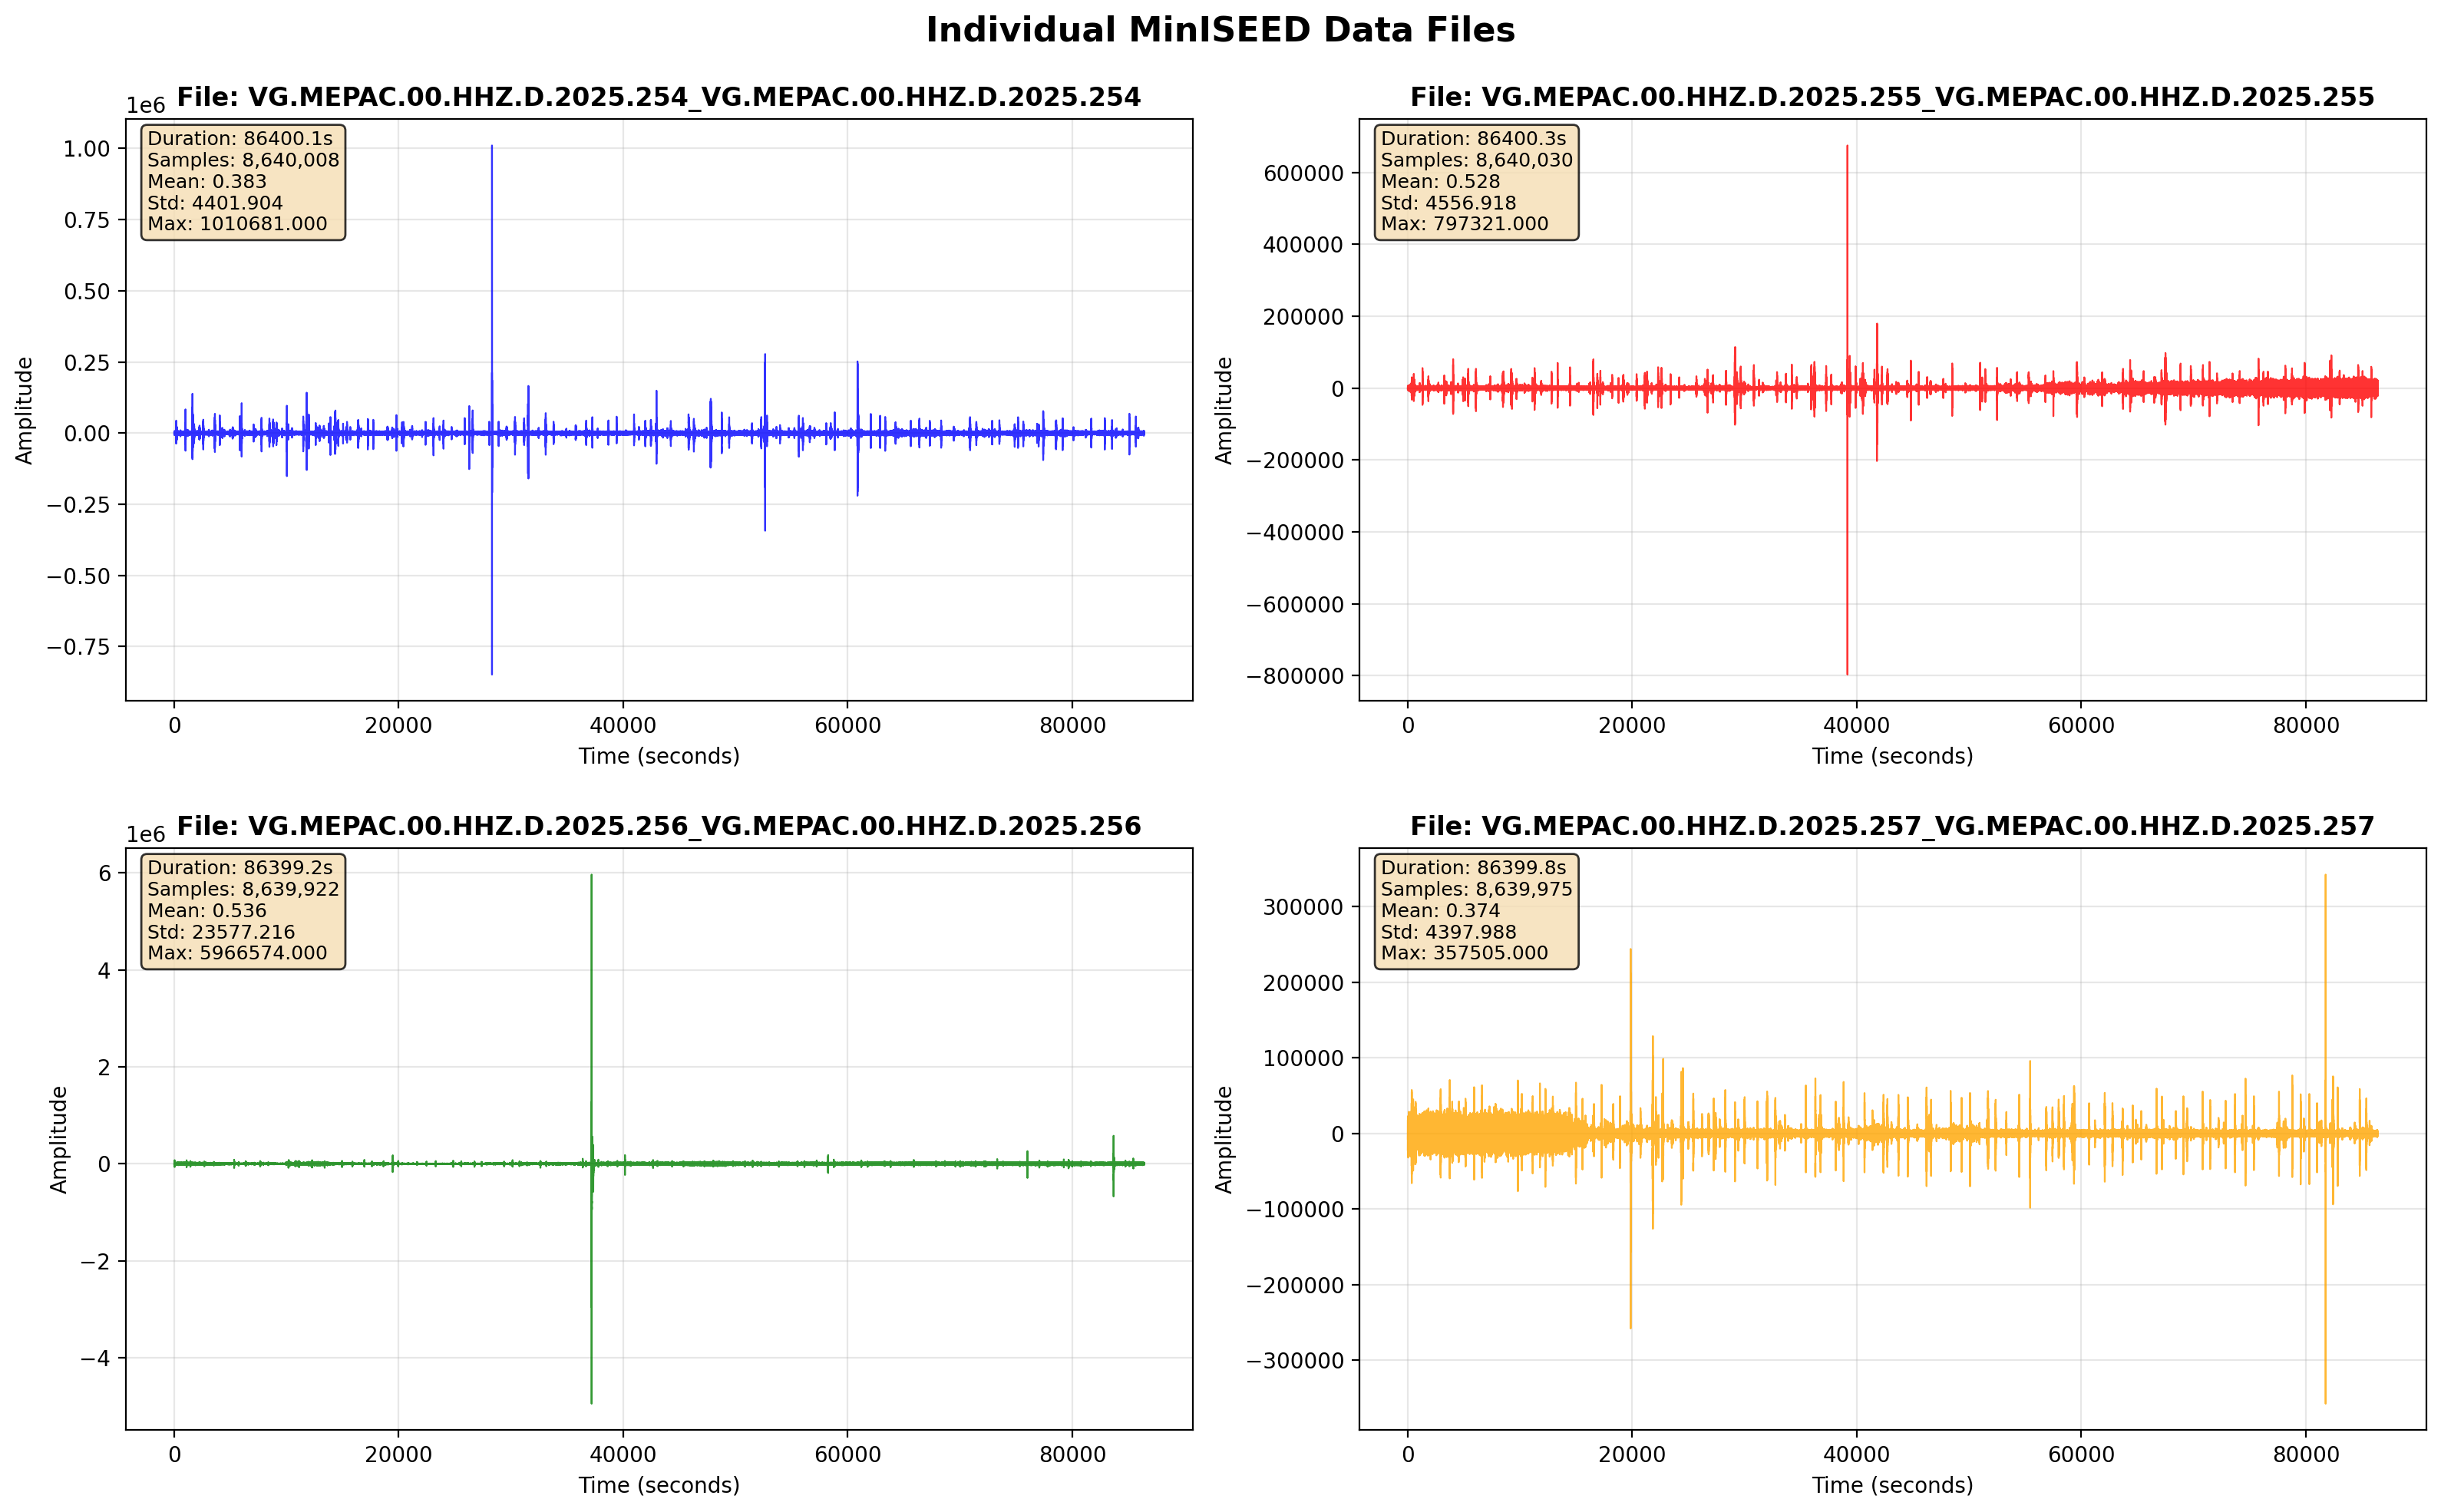 Individual MiniSEED Data Files
File: VG.MEPAC.00.HHZ.D.2025.254_VG.MEPAC.00.HHZ.D.2025.254
1e6
Duration: 86400.1s
Samples: 8,640,008
Mean: 0.383
Std: 4401.904
Max: 1010681.000
1.00
0.75
0.50
0.25
0.00
−0.25
−0.50
−0.75
Amplitude
0
20000
40000
60000
80000
Time (seconds)
File: VG.MEPAC.00.HHZ.D.2025.255_VG.MEPAC.00.HHZ.D.2025.255
Duration: 86400.3s
Samples: 8,640,030
Mean: 0.528
Std: 4556.918
Max: 797321.000
600000
400000
200000
0
−200000
−400000
−600000
−800000
Amplitude
0
20000
40000
60000
80000
Time (seconds)
File: VG.MEPAC.00.HHZ.D.2025.256_VG.MEPAC.00.HHZ.D.2025.256
1e6
Duration: 86399.2s
Samples: 8,639,922
Mean: 0.536
Std: 23577.216
Max: 5966574.000
6
4
2
0
−2
−4
Amplitude
0
20000
40000
60000
80000
Time (seconds)
File: VG.MEPAC.00.HHZ.D.2025.257_VG.MEPAC.00.HHZ.D.2025.257
Duration: 86399.8s
Samples: 8,639,975
Mean: 0.374
Std: 4397.988
Max: 357505.000
300000
200000
100000
0
−100000
−200000
−300000
Amplitude
0
20000
40000
60000
80000
Time (seconds)